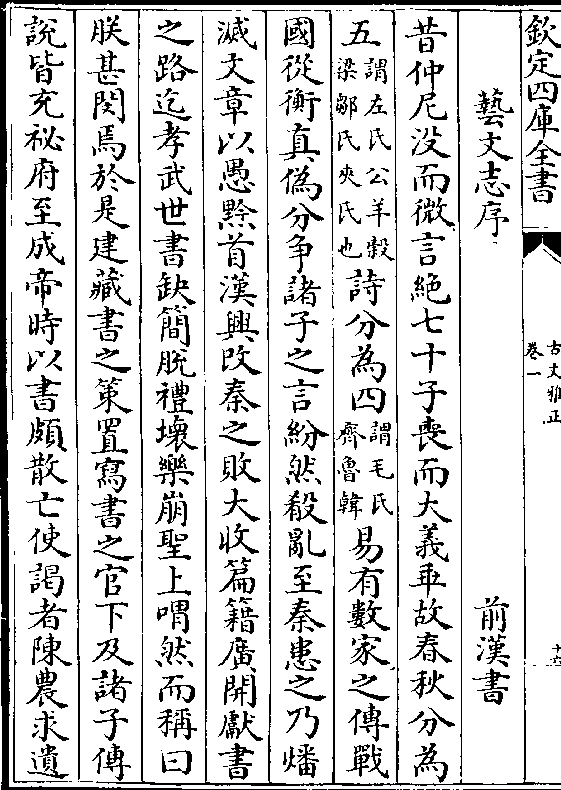 欽定四庫全書
古文雅正
卷一
十六
藝文志序
前漢書
昔仲尼没而微言絶七十子喪而大義乖故春秋分為
五謂左氏公羊榖梁鄒氏夾氏也詩分為四謂毛氏齊魯韓易有數家之傳戰
國從衡真偽分争諸子之言紛然殽亂至秦患之乃燔
滅文章以愚黔首漢興改秦之敗大收篇籍廣開獻書
之路迄孝武世書缺簡脱禮壞樂崩聖上喟然而稱曰
朕甚閔焉於是建藏書之策置寫書之官下及諸子傳
說皆充祕府至成帝時以書頗散亡使謁者陳農求遺